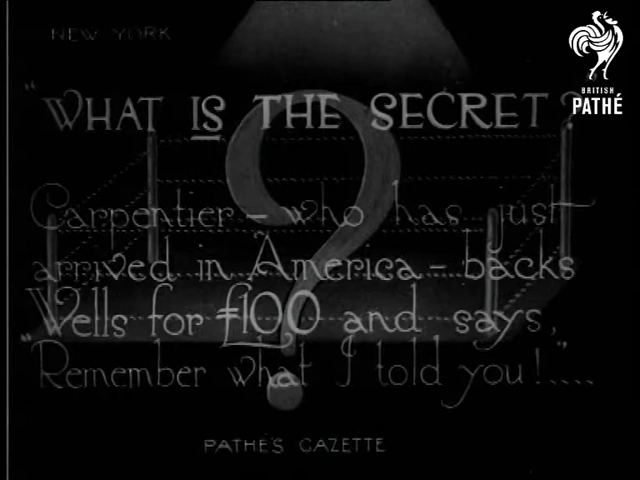 NEW YORK
BRITISH
PATHÉ
"WHAT IS THE SECRET?
Carpentier - who has just
arrived in America - backs
Wells for £100 and says,
"Remember what I told you!"....
PATHE'S GAZETTE